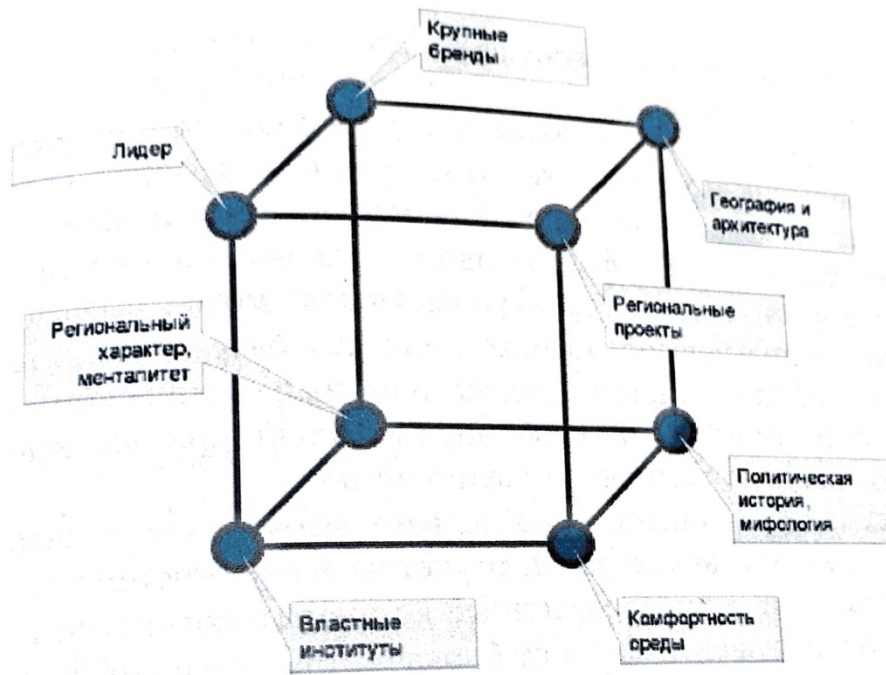 Крупные
бренды
Лидер
География и
архитектура
Региональные
проекты
Региональный
характер,
менталитет
Политическая
история,
мифология
Властные
институты
Комфортность
среды